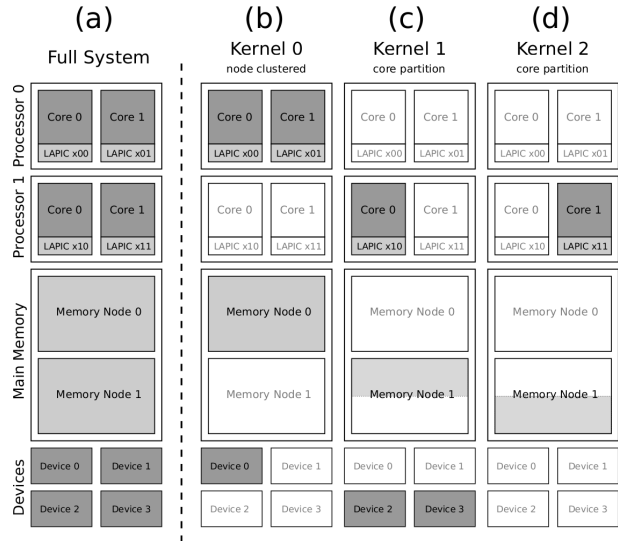 (a) (b) (c) (d)
Full System Kernel 0 Kernel 1 Kernel 2
node clustered core partition core partition
Processor 0
Core 0 Core 1 Core 0 Core 1 Core 0 Core 1 Core 0 Core 1
LAPIC x00 LAPIC x01 LAPIC x00 LAPIC x01 LAPIC x00 LAPIC x01 LAPIC x00 LAPIC x01
Processor 1
Core 0 Core 1 Core 0 Core 1 Core 0 Core 1 Core 0 Core 1
LAPIC x10 LAPIC x11 LAPIC x10 LAPIC x11 LAPIC x10 LAPIC x11 LAPIC x10 LAPIC x11
Main Memory
Memory Node 0 Memory Node 0 Memory Node 0 Memory Node 0
Memory Node 1 Memory Node 1 Memory Node 1 Memory Node 1
Devices
Device 0 Device 1 Device 0 Device 1 Device 0 Device 1 Device 0 Device 1
Device 2 Device 3 Device 2 Device 3 Device 2 Device 3 Device 2 Device 3